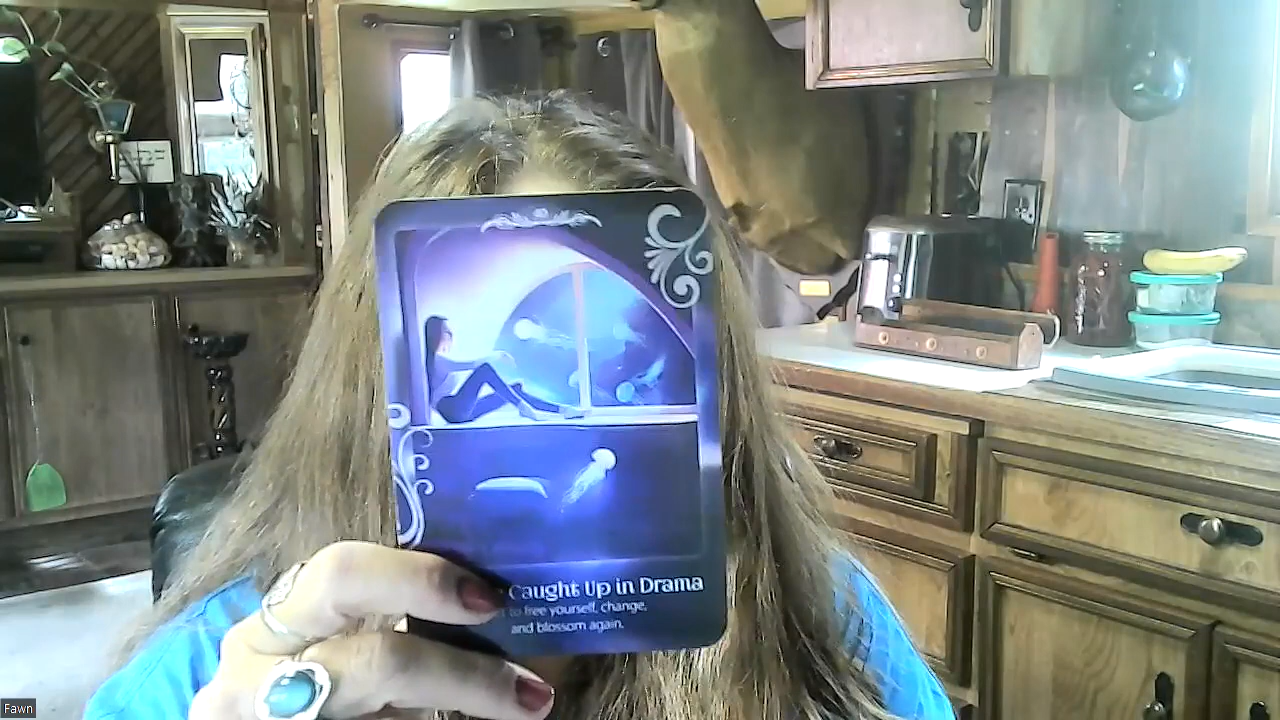 Caught Up in Drama
to free yourself, change,
and blossom again.
Fawn